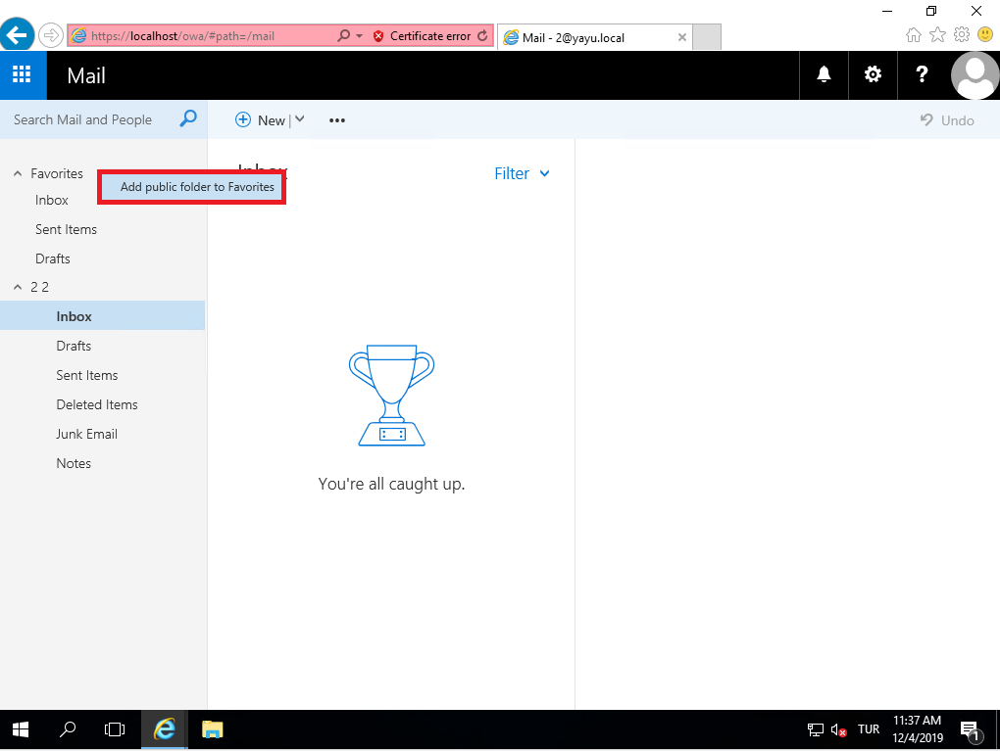 https://localhost/owa/#path=/mail
Certificate error
Mail - 2@yayu.local
Mail
?
Search Mail and People
New
Undo
Favorites
Add public folder to Favorites
Inbox
Filter
Inbox
Sent Items
Drafts
2 2
Inbox
Drafts
Sent Items
Deleted Items
Junk Email
Notes
You're all caught up.
TUR
11:37 AM
12/4/2019
1